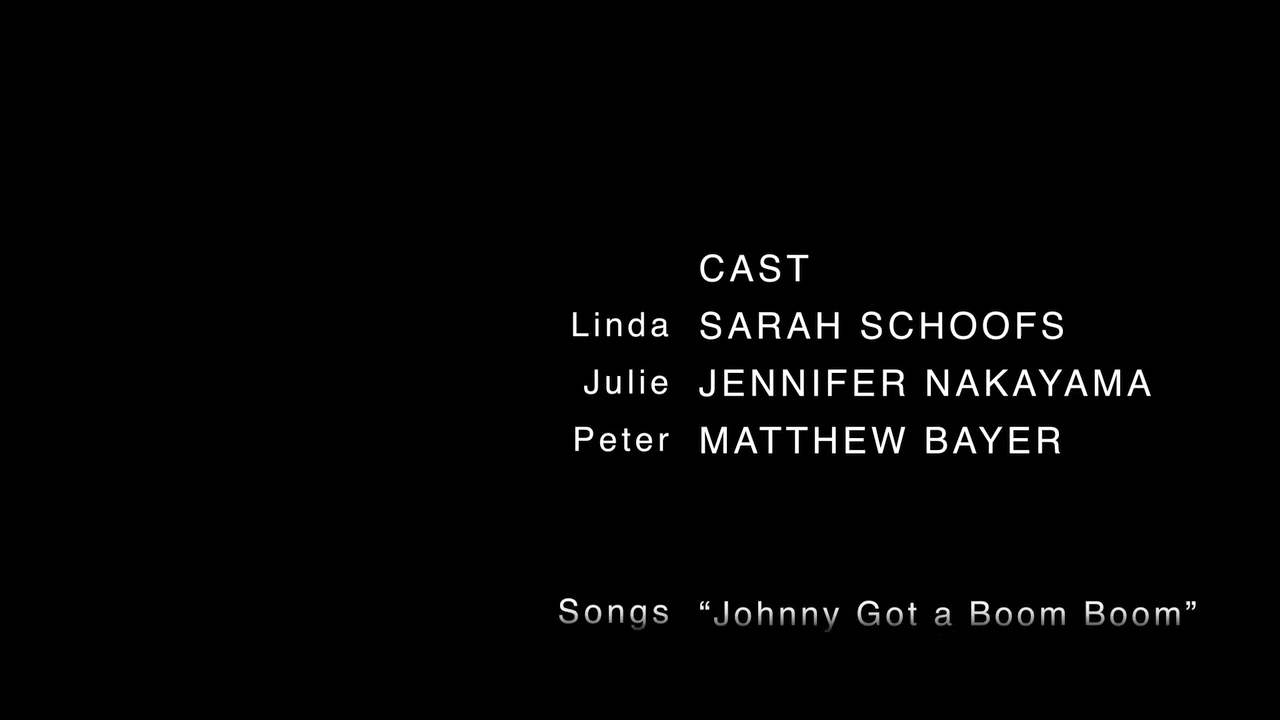 CAST
Linda SARAH SCHOOFS
Julie JENNIFER NAKAYAMA
Peter MATTHEW BAYER
Songs “Johnny Got a Boom Boom”